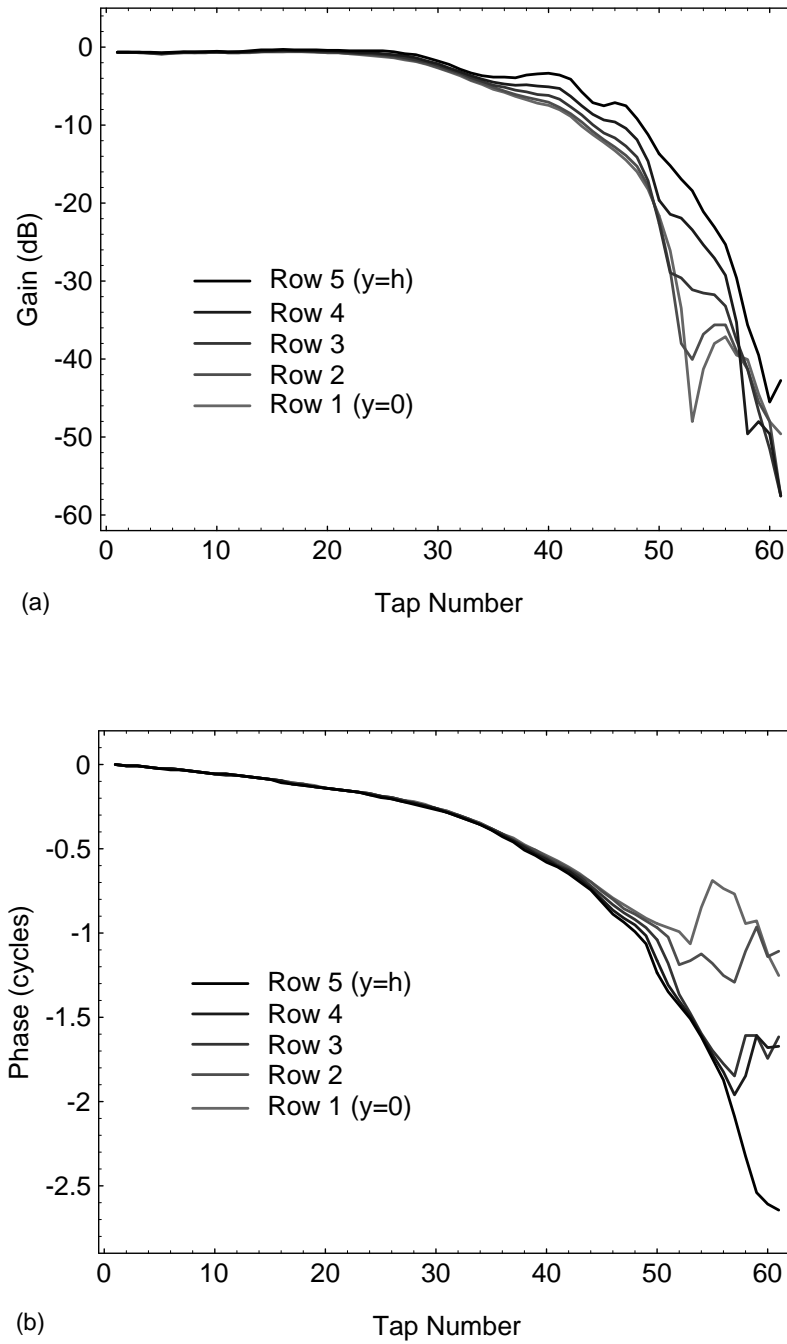 0
-10
-20
-30
-40
-50
-60
Gain (dB)
Row 5 (y=h)
Row 4
Row 3
Row 2
Row 1 (y=0)
0 10 20 30 40 50 60
(a) Tap Number
0
-0.5
-1
-1.5
-2
-2.5
Phase (cycles)
Row 5 (y=h)
Row 4
Row 3
Row 2
Row 1 (y=0)
0 10 20 30 40 50 60
(b) Tap Number